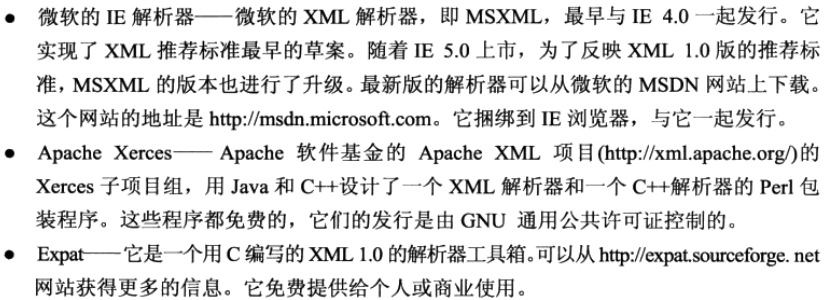 ● 微软的 IE 解析器——微软的 XML 解析器，即 MSXML，最早与 IE 4.0 一起发行。它
实现了 XML 推荐标准最早的草案。随着 IE 5.0 上市，为了反映 XML 1.0 版的推荐标
准，MSXML 的版本也进行了升级。最新版的解析器可以从微软的 MSDN 网站上下载。
这个网站的地址是 http://msdn.microsoft.com。它捆绑到 IE 浏览器，与它一起发行。
● Apache Xerces—— Apache 软件基金的 Apache XML 项目(http://xml.apache.org/)的
Xerces 子项目组，用 Java 和 C++设计了一个 XML 解析器和一个 C++解析器的 Perl 包
装程序。这些程序都免费的，它们的发行是由 GNU 通用公共许可证控制的。
● Expat——它是一个用 C 编写的 XML 1.0 的解析器工具箱。可以从 http://expat.sourceforge. net
网站获得更多的信息。它免费提供给个人或商业使用。